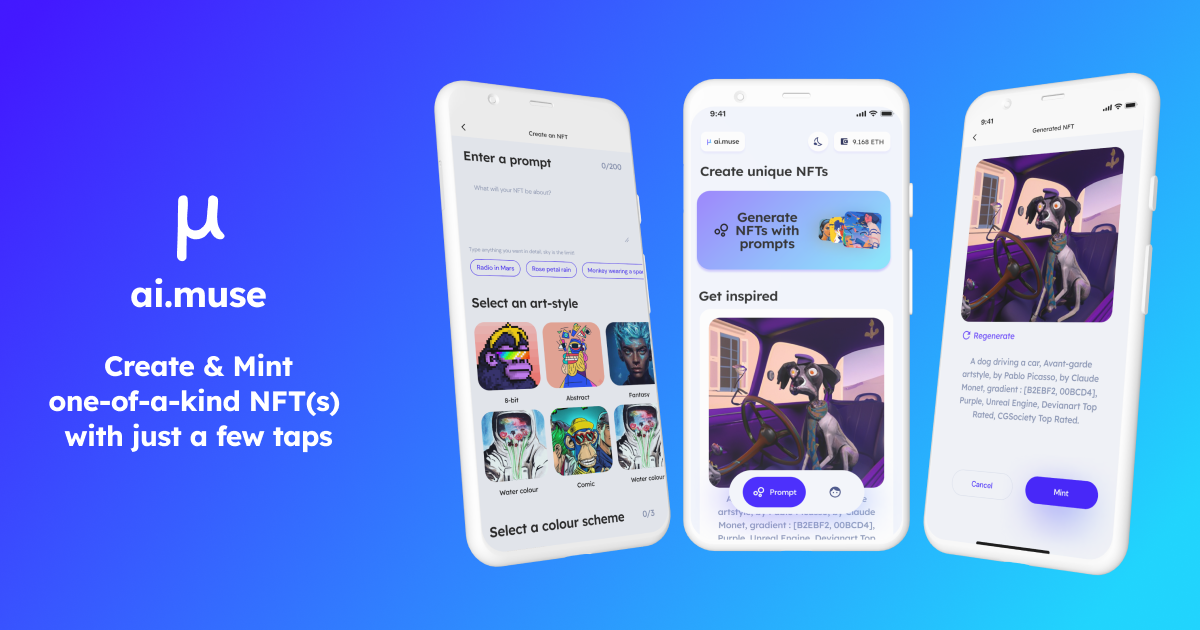 μ
ai.muse
Create & Mint
one-of-a-kind NFT(s)
with just a few taps
Create an NFT
Enter a prompt
0/200
What will your NFT be about?
Type anything you want in detail, sky is the limit!
Radio in Mars
Rose petal rain
Monkey wearing a spa
Select an art-style
8-bit
Abstract
Fantasy
Water colour
Comic
Water colour
Select a colour scheme
0/3
9:41
μ ai.muse
9,168 ETH
Create unique NFTs
Generate
NFTs with
prompts
Get inspired
Prompt
artstyle, by Pablo Picasso, by Claude
Monet, gradient : [B2EBF2, 00BCD4],
Purple, Unreal Engine, Devianart Top
9:41
Generated NFT
Regenerate
A dog driving a car, Avant-garde
artstyle, by Pablo Picasso, by Claude
Monet, gradient : [B2EBF2, 00BCD4],
Purple, Unreal Engine, Devianart Top
Rated, CGSociety Top Rated.
Cancel
Mint